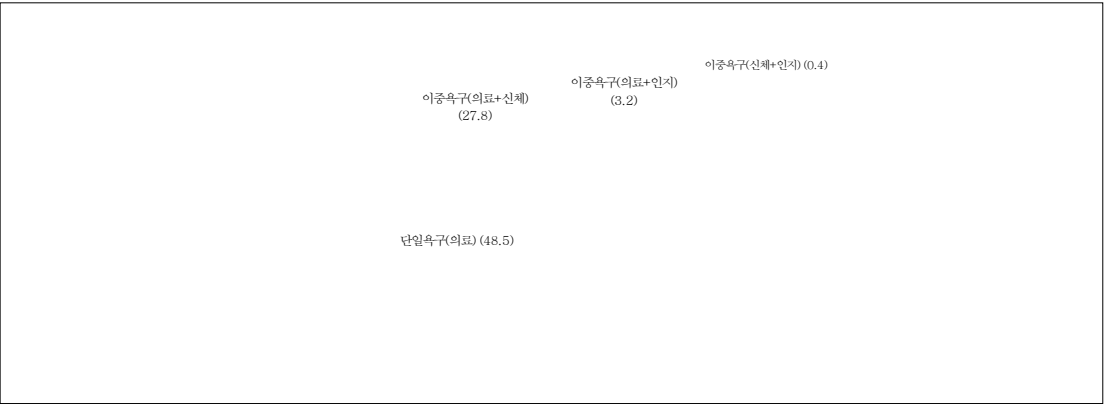 이중욕구(신체+인지) (0.4)
이중욕구(의료+인지)
(3.2)
이중욕구(의료+신체)
(27.8)
단일욕구(의료) (48.5)